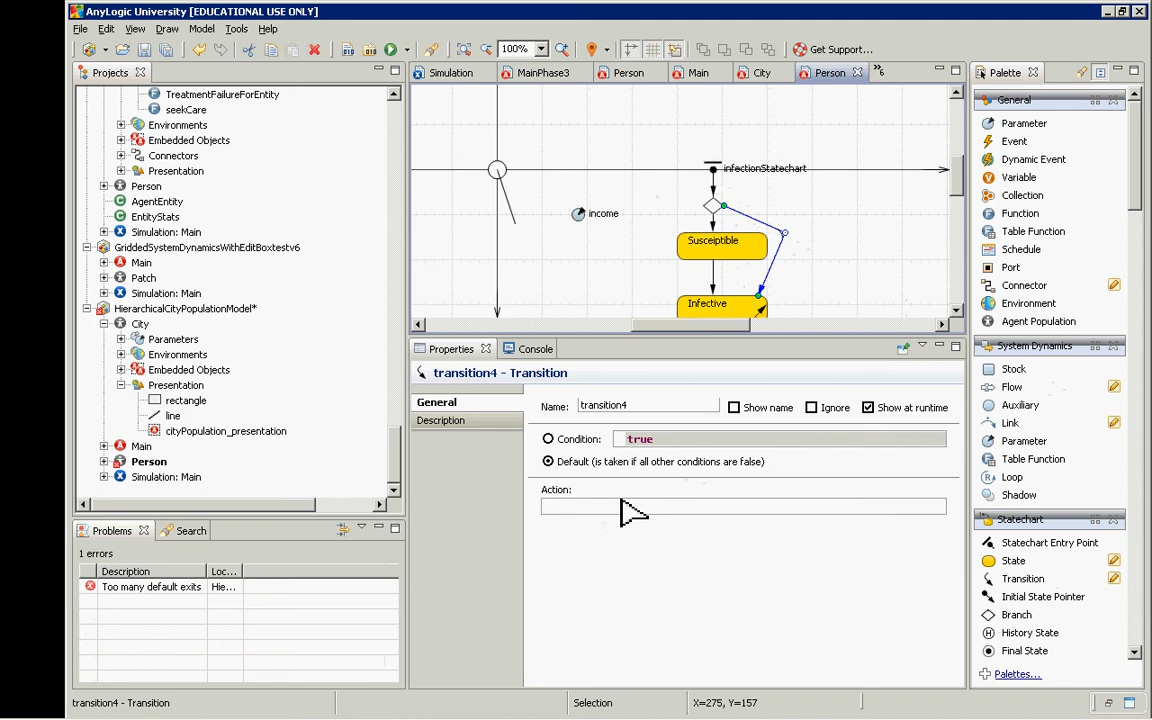 AnyLogic University [EDUCATIONAL USE ONLY]
File Edit View Draw Model Tools Help
100% Get Support...
Projects
TreatmentFailureForEntity
seekCare
Environments
Embedded Objects
Connectors
Presentation
Person
AgentEntity
EntityStats
Simulation: Main
GriddedSystemDynamicsWithEditBoxtestv6
Main
Patch
Simulation: Main
HierarchicalCityPopulationModel*
City
Parameters
Environments
Embedded Objects
Presentation
rectangle
line
cityPopulation_presentation
Main
Person
Simulation: Main
Problems Search
1 errors
Description Loc...
Too many default exits Hie...
Simulation MainPhase3 Person Main City Person »6
infectionStatechart
income
Susceiptible
Infective
Properties Console
transition4 - Transition
General
Description
Name: transition4 Show name Ignore Show at runtime
Condition: true
Default (is taken if all other conditions are false)
Action:
Palette
General
Parameter
Event
Dynamic Event
Variable
Collection
Function
Table Function
Schedule
Port
Connector
Environment
Agent Population
System Dynamics
Stock
Flow
Auxiliary
Link
Parameter
Table Function
Loop
Shadow
Statechart
Statechart Entry Point
State
Transition
Initial State Pointer
Branch
History State
Final State
Palettes...
transition4 - Transition Selection X=275, Y=157